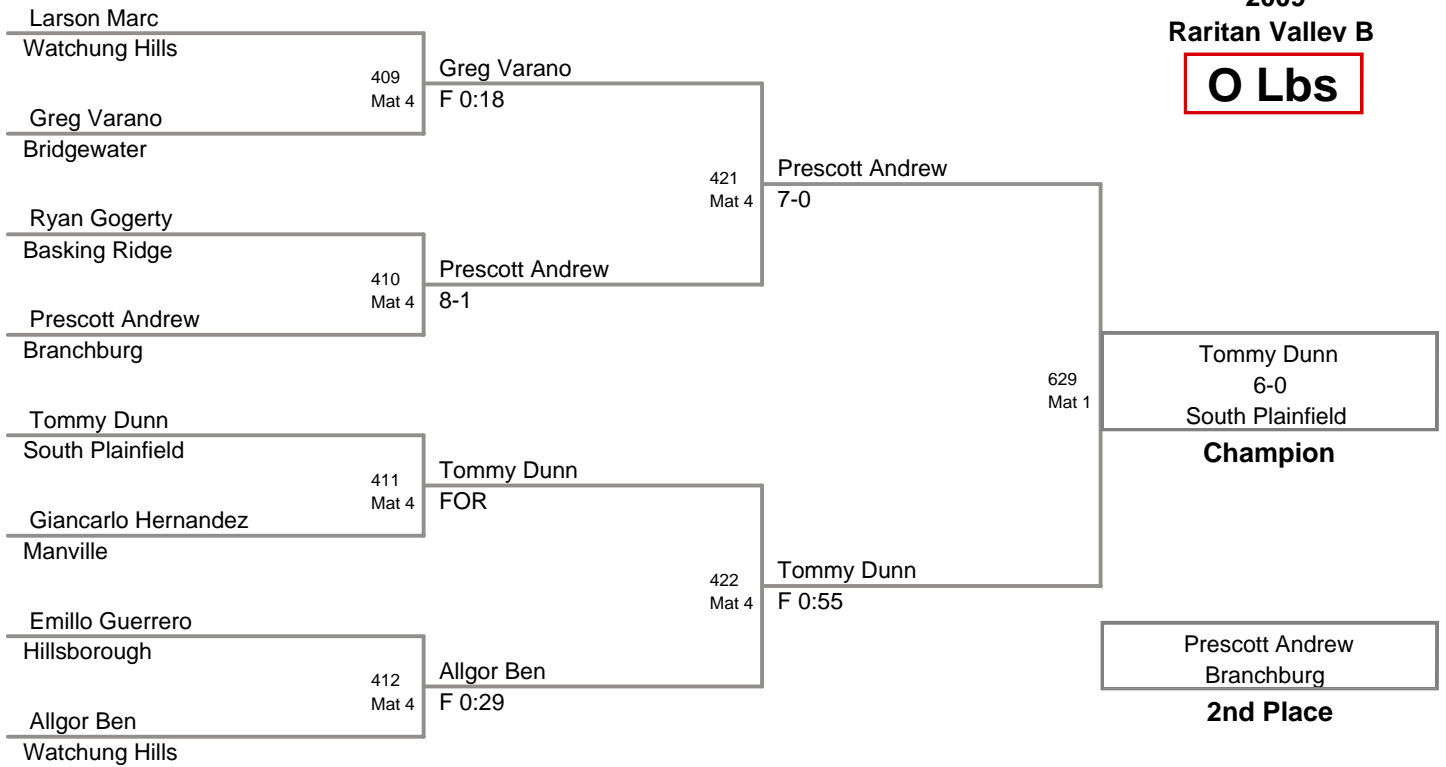 2009
Raritan Valley B
O Lbs
Larson Marc
Watchung Hills
409
Mat 4
Greg Varano
F 0:18
Greg Varano
Bridgewater
421
Mat 4
Prescott Andrew
7-0
Ryan Gogerty
Basking Ridge
410
Mat 4
Prescott Andrew
8-1
Prescott Andrew
Branchburg
629
Mat 1
Tommy Dunn
6-0
South Plainfield
Champion
Tommy Dunn
South Plainfield
411
Mat 4
Tommy Dunn
FOR
Giancarlo Hernandez
Manville
422
Mat 4
Tommy Dunn
F 0:55
Emillo Guerrero
Hillsborough
412
Mat 4
Allgor Ben
F 0:29
Allgor Ben
Watchung Hills
Prescott Andrew
Branchburg
2nd Place